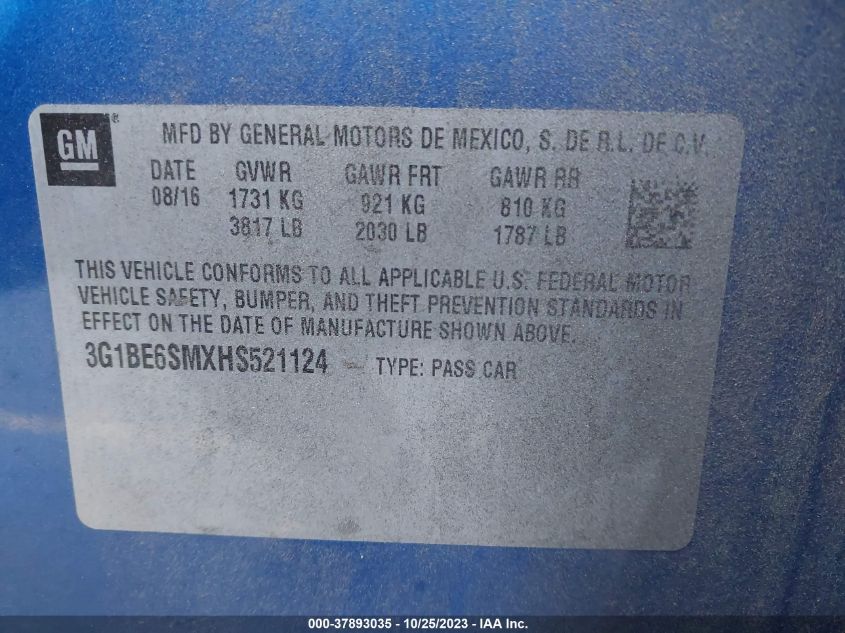 GM ®
MFD BY GENERAL MOTORS DE MEXICO, S. DE R.L. DE C.V.
DATE GVWR GAWR FRT GAWR RR
08/16 1731 KG 921 KG 810 KG
3817 LB 2030 LB 1787 LB
THIS VEHICLE CONFORMS TO ALL APPLICABLE U.S. FEDERAL MOTOR
VEHICLE SAFETY, BUMPER, AND THEFT PREVENTION STANDARDS IN
EFFECT ON THE DATE OF MANUFACTURE SHOWN ABOVE.
3G1BE6SMXHS521124 TYPE: PASS CAR
000-37893035 - 10/25/2023 - IAAHC